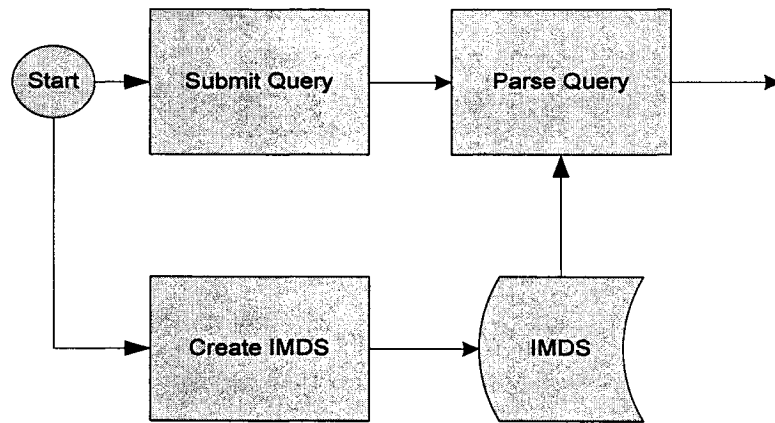 Start
Submit Query
Parse Query
Create IMDS
IMDS